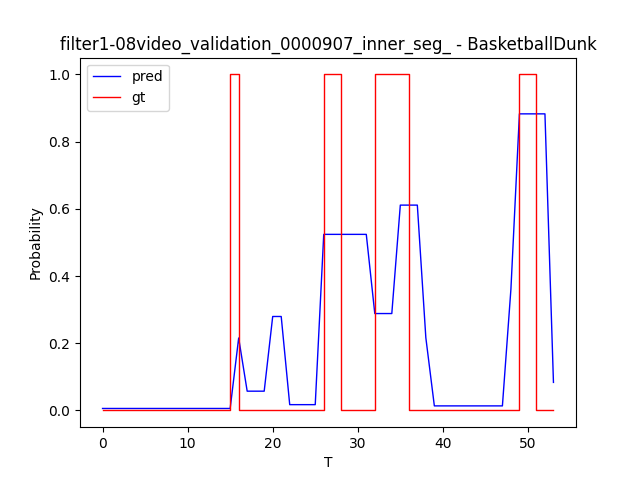 filter1-08video_validation_0000907_inner_seg_ - BasketballDunk
pred
gt
1.0
0.8
0.6
0.4
0.2
0.0
Probability
0 10 20 30 40 50
T